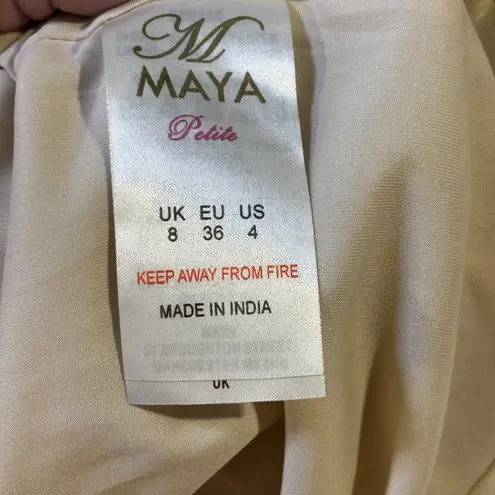 M
MAYA
Petite
UK EU US
8 36 4
KEEP AWAY FROM FIRE
MADE IN INDIA
UK